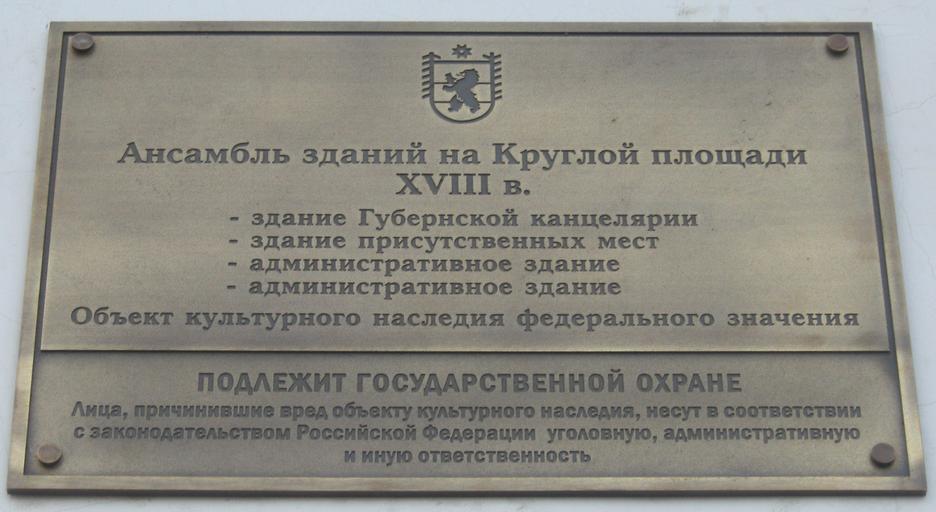 Ансамбль зданий на Круглой площади
XVIII в.
- здание Губернской канцелярии
- здание присутственных мест
- административное здание
- административное здание
Объект культурного наследия федерального значения
ПОДЛЕЖИТ ГОСУДАРСТВЕННОЙ ОХРАНЕ
Лица, причинившие вред объекту культурного наследия, несут в соответствии
с законодательством Российской Федерации уголовную, административную
и иную ответственность